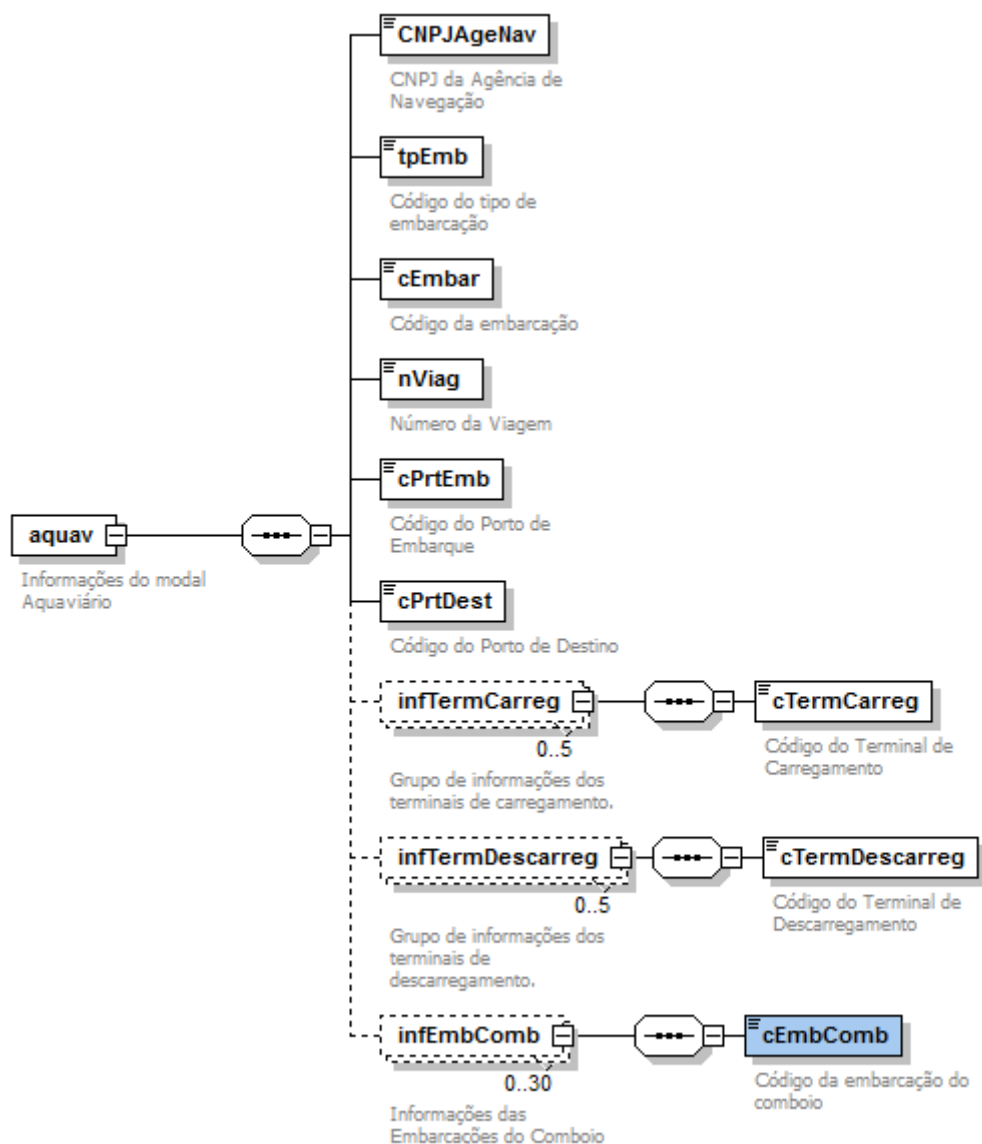 CNPJAgeNav
CNPJ da Agência de
Navegação
tpEmb
Código do tipo de
embarcação
cEmbar
Código da embarcação
nViag
Número da Viagem
cPrtEmb
Código do Porto de
Embarque
aquav
Informações do modal
Aquaviário
cPrtDest
Código do Porto de Destino
infTermCarreg
0..5
Grupo de informações dos
terminais de carregamento.
cTermCarreg
Código do Terminal de
Carregamento
infTermDescarreg
0..5
Grupo de informações dos
terminais de
descarregamento.
cTermDescarreg
Código do Terminal de
Descarregamento
infEmbComb
0..30
Informações das
Embarcações do Comboio
cEmbComb
Código da embarcação do
comboio